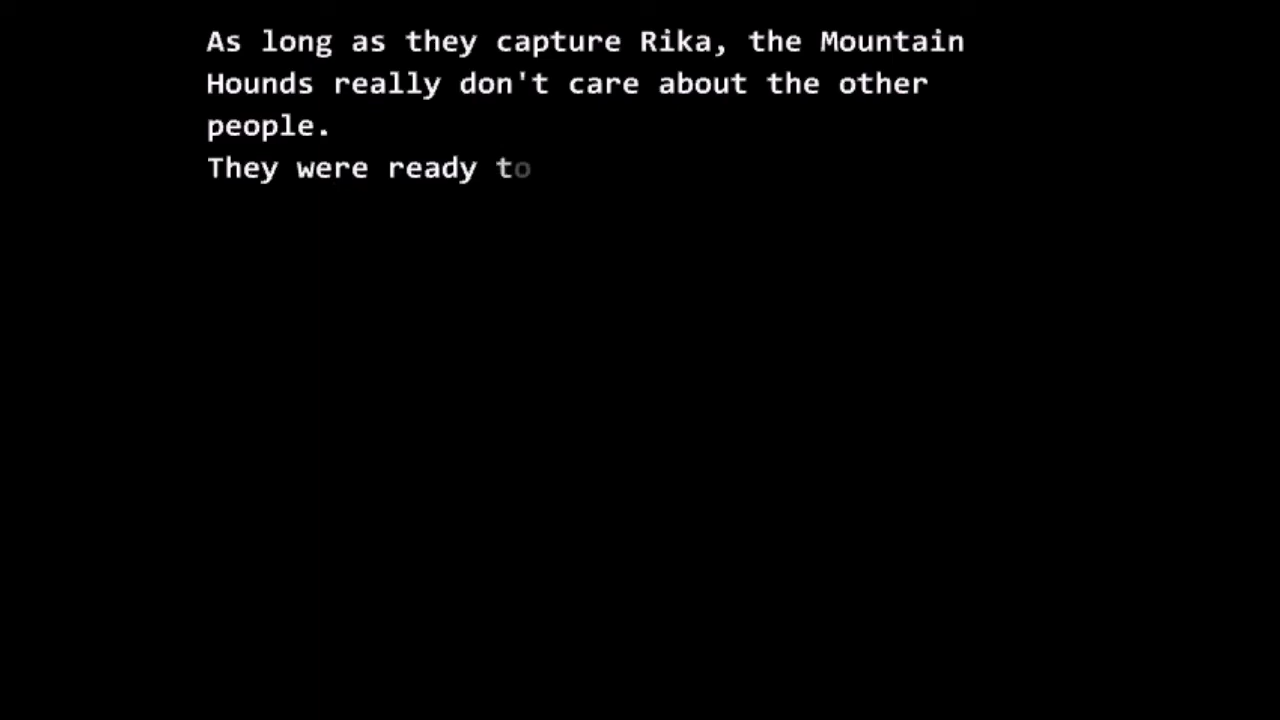 As long as they capture Rika, the Mountain
Hounds really don't care about the other
people.
They were ready to